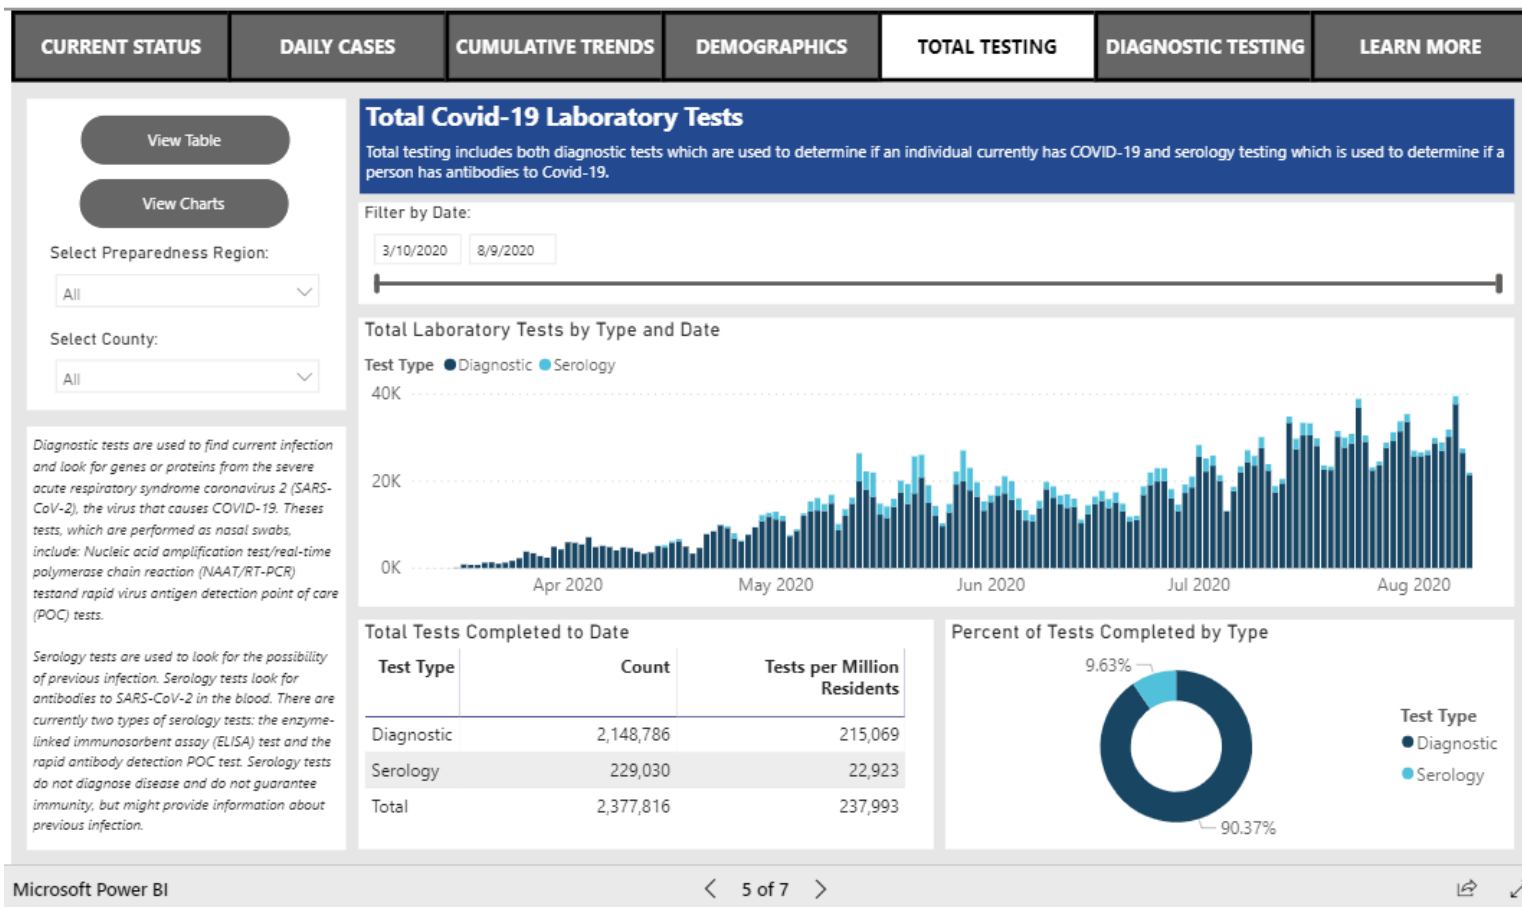 CURRENT STATUS
DAILY CASES
CUMULATIVE TRENDS
DEMOGRAPHICS
TOTAL TESTING
DIAGNOSTIC TESTING
LEARN MORE
View Table
View Charts
Select Preparedness Region:
All
Select County:
All
Diagnostic tests are used to find current infection
and look for genes or proteins from the severe
acute respiratory syndrome coronavirus 2 (SARS-
CoV-2), the virus that causes COVID-19. Theses
tests, which are performed as nasal swabs,
include: Nucleic acid amplification test/real-time
polymerase chain reaction (NAAT/RT-PCR)
testand rapid virus antigen detection point of care
(POC) tests.
Serology tests are used to look for the possibility
of previous infection. Serology tests look for
antibodies to SARS-CoV-2 in the blood. There are
currently two types of serology tests: the enzyme-
linked immunosorbent assay (ELISA) test and the
rapid antibody detection POC test. Serology tests
do not diagnose disease and do not guarantee
immunity, but might provide information about
previous infection.
Total Covid-19 Laboratory Tests
Total testing includes both diagnostic tests which are used to determine if an individual currently has COVID-19 and serology testing which is used to determine if a
person has antibodies to Covid-19.
Filter by Date:
3/10/2020 8/9/2020
Total Laboratory Tests by Type and Date
Test Type Diagnostic Serology
40K
20K
0K
Apr 2020 May 2020 Jun 2020 Jul 2020 Aug 2020
Total Tests Completed to Date
Test Type Count Tests per Million
Residents
Diagnostic 2,148,786 215,069
Serology 229,030 22,923
Total 2,377,816 237,993
Percent of Tests Completed by Type
9.63%
90.37%
Test Type
Diagnostic
Serology
Microsoft Power BI
5 of 7